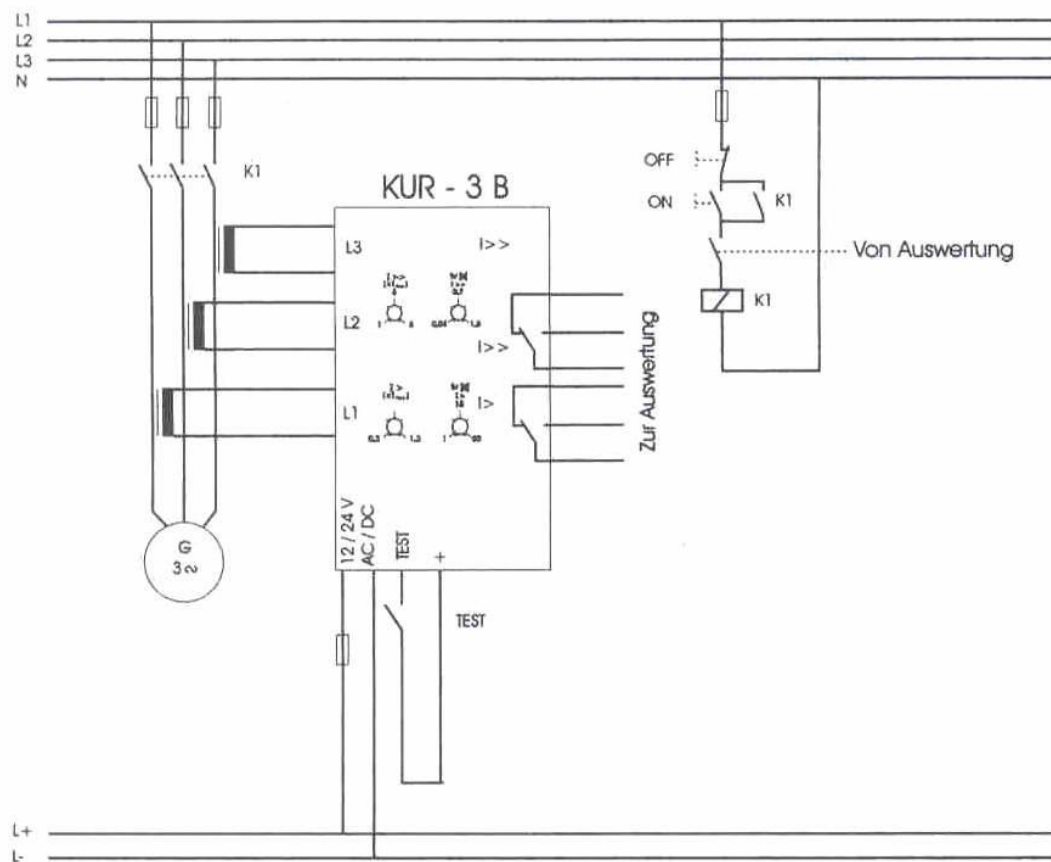 L1
L2
L3
N
K1
OFF
ON
K1
Von Auswertung
K1
KUR - 3 B
L3
I>>
L2
I>>
L1
I>
Zur Auswertung
G
3~
12 / 24 V
AC / DC
TEST
+
TEST
L+
L-